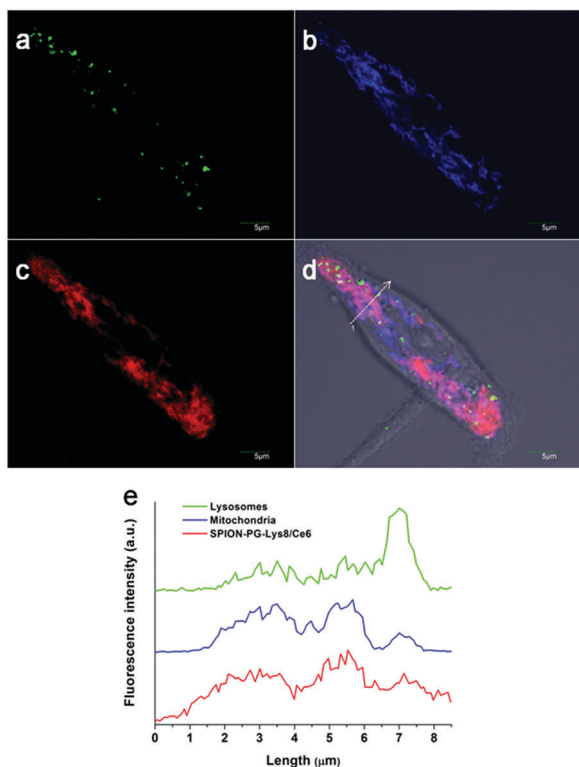 a
5μm
b
5μm
c
5μm
d
1
5μm
e
Lysosomes
Mitochondria
SPION-PG-Lys8/Ce6
Fluorescence intensity (a.u.)
0 1 2 3 4 5 6 7 8
Length (μm)